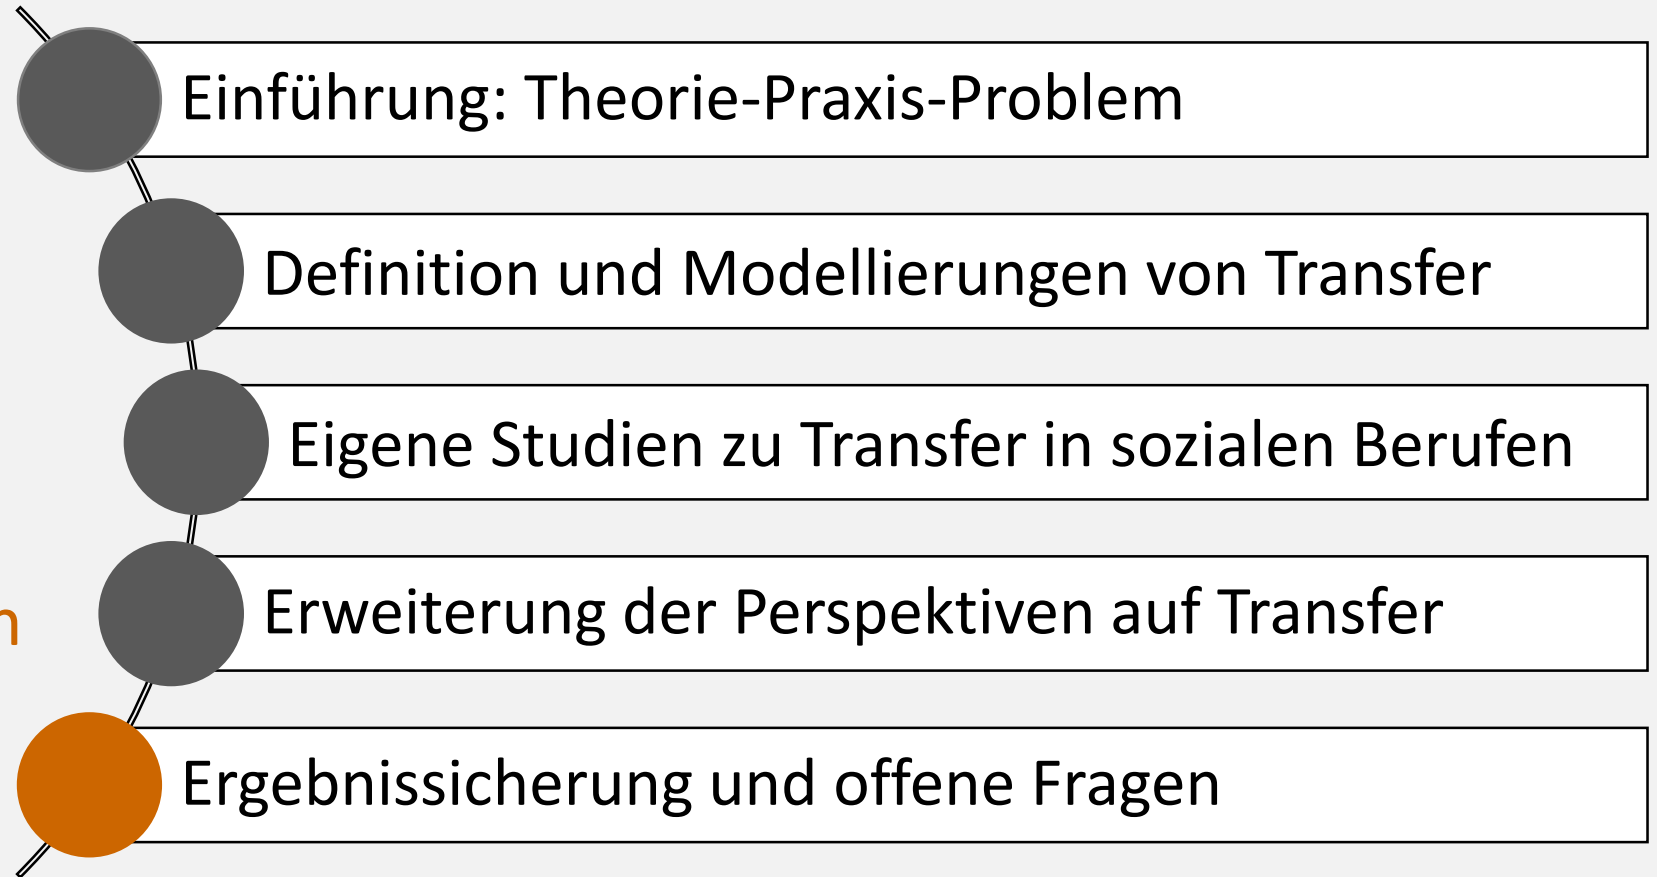 Einführung: Theorie-Praxis-Problem
Definition und Modellierungen von Transfer
Eigene Studien zu Transfer in sozialen Berufen
Erweiterung der Perspektiven auf Transfer
Ergebnissicherung und offene Fragen